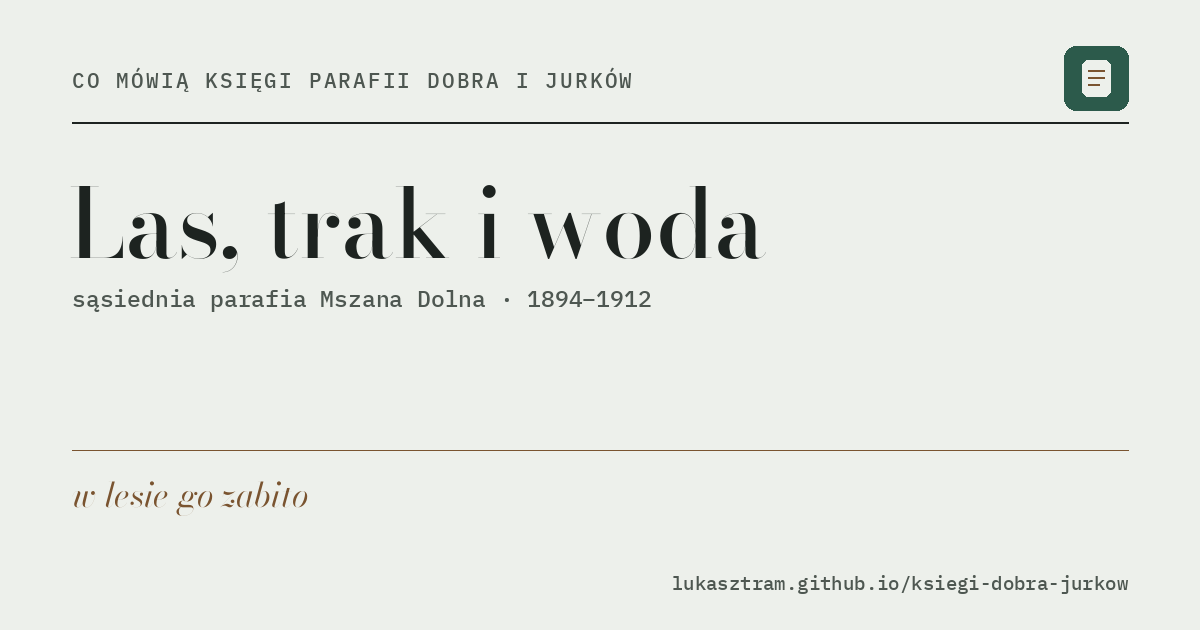 CO MÓWIĄ KSIĘGI PARAFII DOBRA I JURKÓW
Las, trak i woda
sąsiednia parafia Mszana Dolna · 1894–1912
w lesie go zabito
lukasztram.github.io/ksiegi-dobra-jurkow